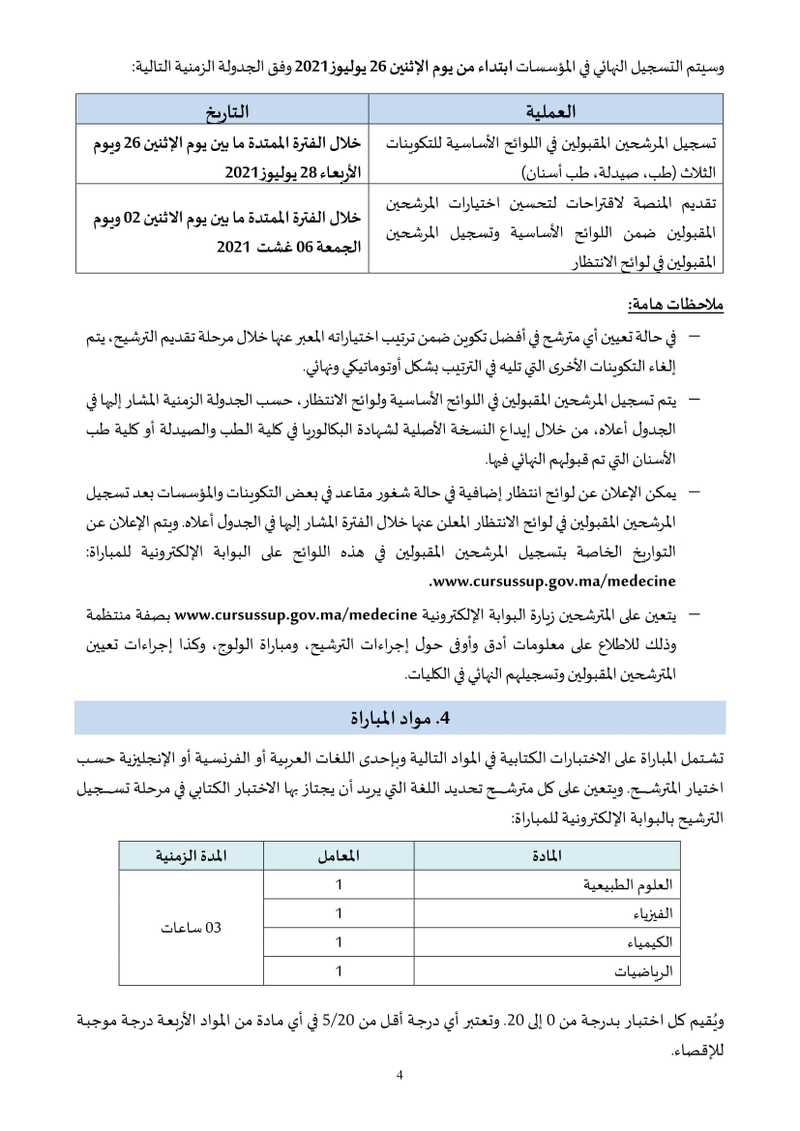 وسيتم التسجيل النهائي في المؤسسات ابتداء من يوم الإثنين 26 يوليوز2021 وفق الجدولة الزمنية التالية:
العملية
التاريخ
تسجيل المرشحين المقبولين في اللوائح الأساسية للتكوينات
الثلاث (طب، صيدلة، طب أسنان)
خلال الفترة الممتدة ما بين يوم الإثنين 26 ويوم
الأربعاء 28 يوليوز2021
تقديم المنصة لاقتراحات لتحسين اختيارات المرشحين
المقبولين ضمن اللوائح الأساسية وتسجيل المرشحين
المقبولين في لوائح الانتظار
خلال الفترة الممتدة ما بين يوم الاثنين 02 ويوم
الجمعة 06 غشت 2021
ملاحظات هامة:
– في حالة تعيين أي مترشح في أفضل تكوين ضمن ترتيب اختياراته المعبر عنها خلال مرحلة تقديم الترشيح، يتم
إلغاء التكوينات الأخرى التي تليه في الترتيب بشكل أوتوماتيكي ونهائي.
– يتم تسجيل المرشحين المقبولين في اللوائح الأساسية ولوائح الانتظار، حسب الجدولة الزمنية المشار إليها في
الجدول أعلاه، من خلال إيداع النسخة الأصلية لشهادة البكالوريا في كلية الطب والصيدلة أو كلية طب
الأسنان التي تم قبولهم النهائي فيها.
– يمكن الإعلان عن لوائح انتظار إضافية في حالة شغور مقاعد في بعض التكوينات والمؤسسات بعد تسجيل
المرشحين المقبولين في لوائح الانتظار المعلن عنها خلال الفترة المشار إليها في الجدول أعلاه. ويتم الإعلان عن
التواريخ الخاصة بتسجيل المرشحين المقبولين في هذه اللوائح على البوابة الإلكترونية للمباراة:
www.cursussup.gov.ma/medecine.
– يتعين على المترشحين زيارة البوابة الإلكترونية www.cursussup.gov.ma/medecine بصفة منتظمة
وذلك للاطلاع على معلومات أدق وأوفى حول إجراءات الترشيح، ومباراة الولوج، وكذا إجراءات تعيين
المترشحين المقبولين وتسجيلهم النهائي في الكليات.
4. مواد المباراة
تشتمل المباراة على الاختبارات الكتابية في المواد التالية وبإحدى اللغات العربية أو الفرنسية أو الإنجليزية حسب
اختيار المترشح. ويتعين على كل مترشح تحديد اللغة التي يريد أن يجتاز بها الاختبار الكتابي في مرحلة تسجيل
الترشيح بالبوابة الإلكترونية للمباراة:
المادة
المعامل
المدة الزمنية
العلوم الطبيعية
1
03 ساعات
الفيزياء
1
الكيمياء
1
الرياضيات
1
ويُقيم كل اختبار بدرجة من 0 إلى 20. وتعتبر أي درجة أقل من 5/20 في أي مادة من المواد الأربعة درجة موجبة
للإقصاء.
4